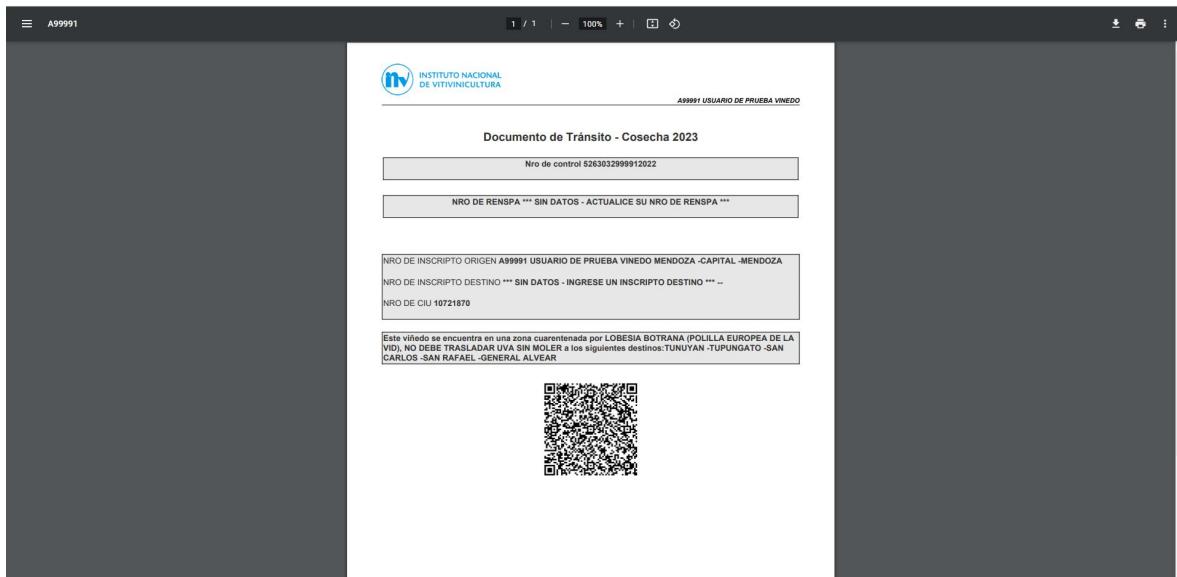 A99991
1 / 1
100%
INSTITUTO NACIONAL
DE VITIVINICULTURA
A99991 USUARIO DE PRUEBA VINEDO
Documento de Tránsito - Cosecha 2023
Nro de control 5263032999912022
NRO DE RENSPA *** SIN DATOS - ACTUALICE SU NRO DE RENSPA ***
NRO DE INSCRIPTO ORIGEN A99991 USUARIO DE PRUEBA VINEDO MENDOZA -CAPITAL -MENDOZA
NRO DE INSCRIPTO DESTINO *** SIN DATOS - INGRESE UN INSCRIPTO DESTINO *** --
NRO DE CIU 10721870
Este viñedo se encuentra en una zona cuarentenada por LOBESIA BOTRANA (POLILLA EUROPEA DE LA
VID), NO DEBE TRASLADAR UVA SIN MOLER a los siguientes destinos:TUNUYAN -TUPUNGATO -SAN
CARLOS -SAN RAFAEL -GENERAL ALVEAR